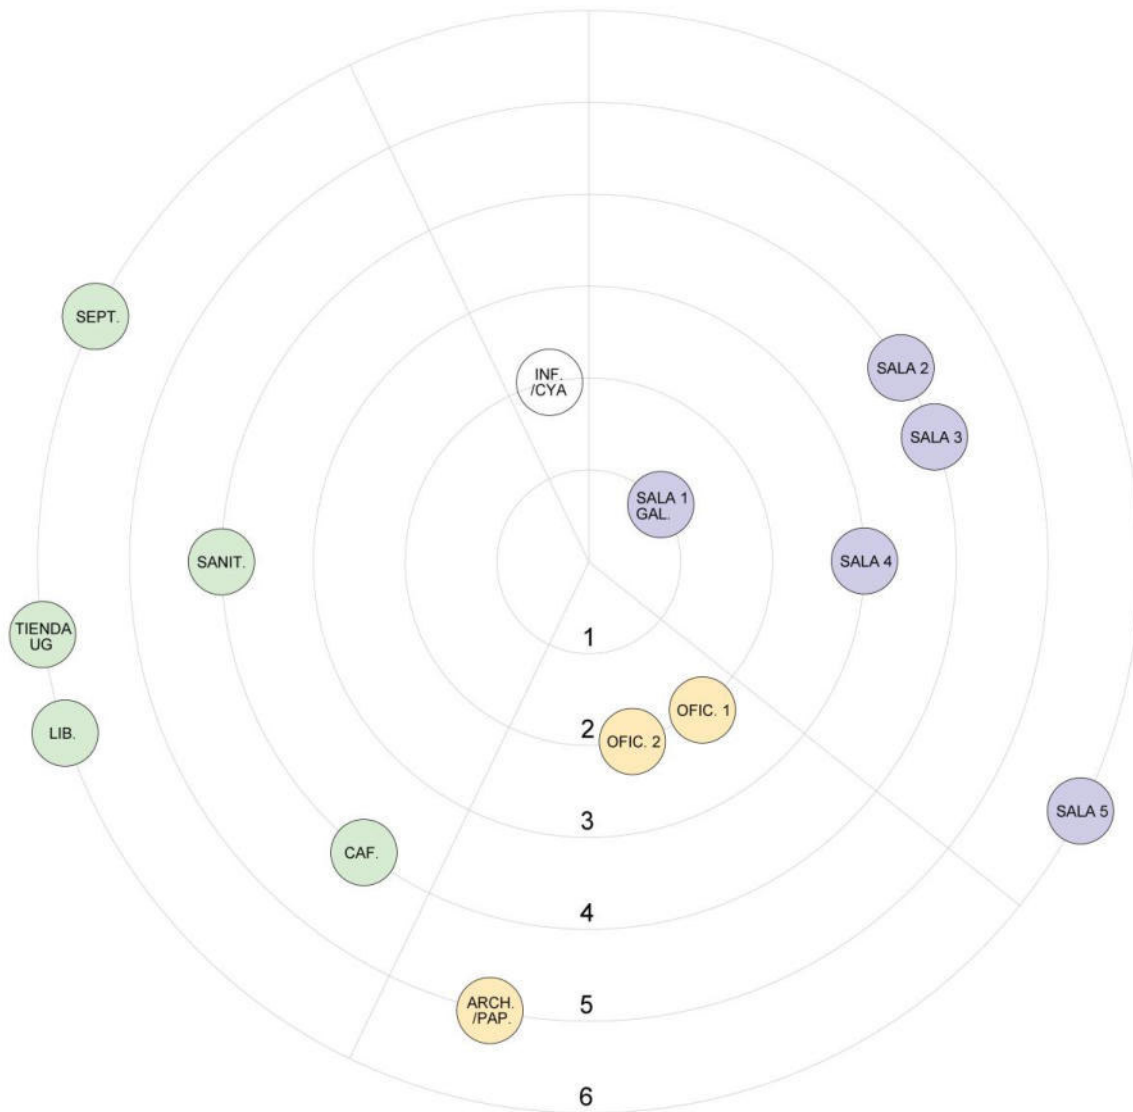 SEPT.
INF.
/CYA
SALA 2
SALA 3
SALA 1
GAL.
SANIT.
SALA 4
TIENDA
UG
1
OFIC. 1
2
OFIC. 2
LIB.
3
SALA 5
CAF.
4
ARCH.
/PAP.
5
6